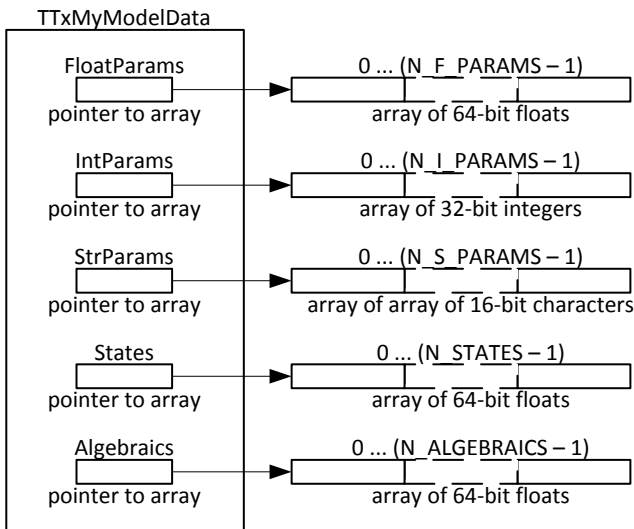 TTxMyModelData
FloatParams
0 ... (N_F_PARAMS – 1)
pointer to array
array of 64-bit floats
IntParams
0 ... (N_I_PARAMS – 1)
pointer to array
array of 32-bit integers
StrParams
0 ... (N_S_PARAMS – 1)
pointer to array
array of array of 16-bit characters
States
0 ... (N_STATES – 1)
pointer to array
array of 64-bit floats
Algebraics
0 ... (N_ALGEBRAICS – 1)
pointer to array
array of 64-bit floats